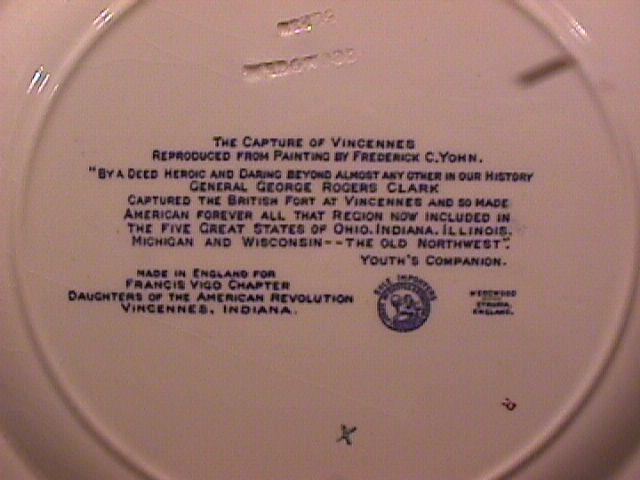 WEDGWOOD
THE CAPTURE OF VINCENNES
REPRODUCED FROM PAINTING BY FREDERICK C. YOHN.
"BY A DEED HEROIC AND DARING BEYOND ALMOST ANY OTHER IN OUR HISTORY
GENERAL GEORGE ROGERS CLARK
CAPTURED THE BRITISH FORT AT VINCENNES AND SO MADE
AMERICAN FOREVER ALL THAT REGION NOW INCLUDED IN
THE FIVE GREAT STATES OF OHIO, INDIANA, ILLINOIS,
MICHIGAN AND WISCONSIN--THE OLD NORTHWEST".
YOUTH'S COMPANION.
MADE IN ENGLAND FOR
FRANCIS VIGO CHAPTER
DAUGHTERS OF THE AMERICAN REVOLUTION
VINCENNES, INDIANA.
SOLE IMPORTERS
WEDGWOOD
ETRURIA,
ENGLAND.